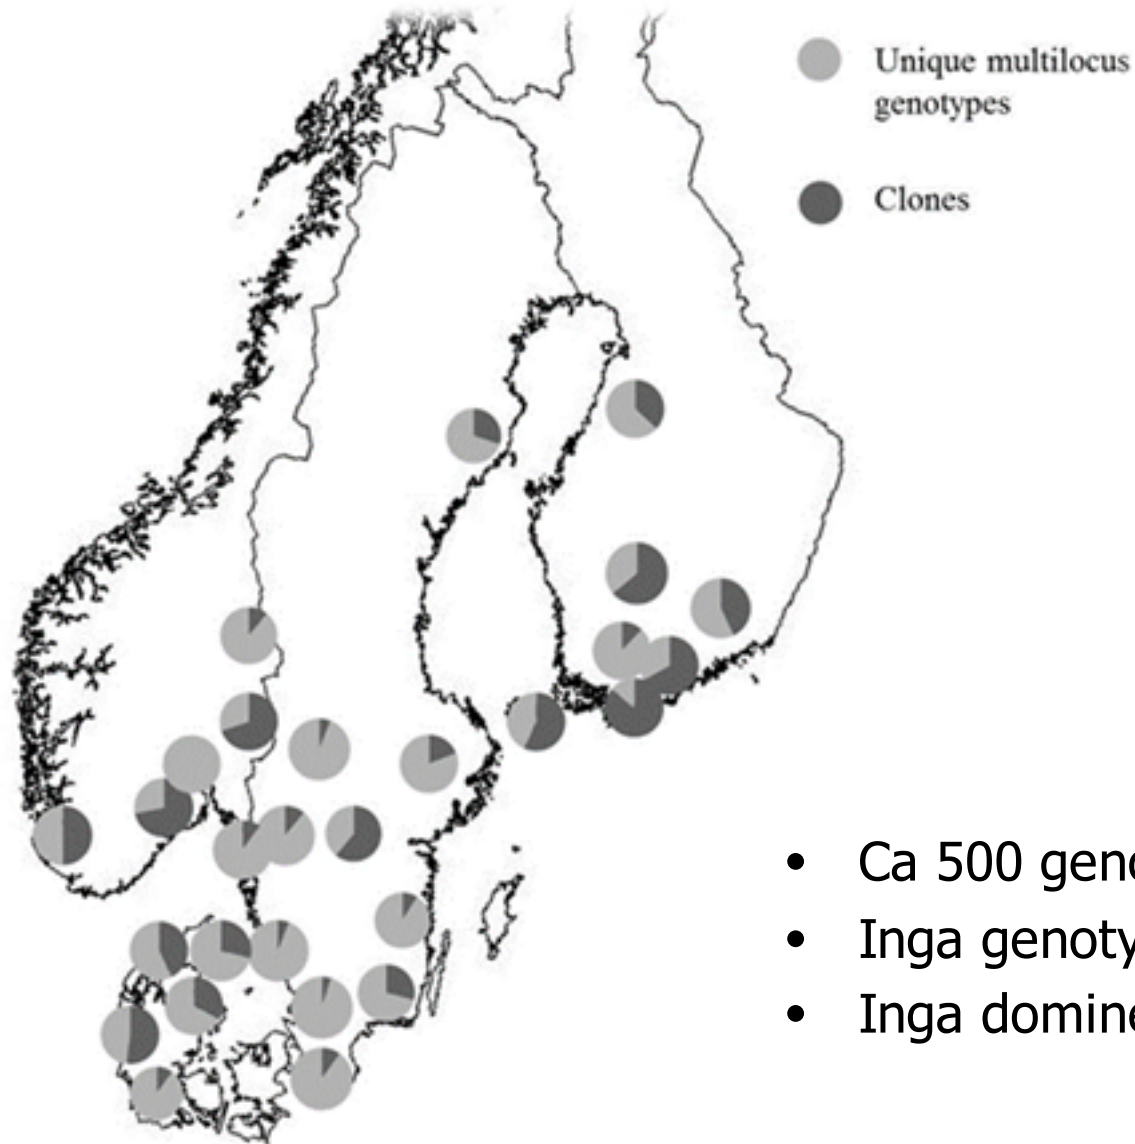 Unique multilocus
genotypes
Clones
• Ca 500
• Inga
• Inga